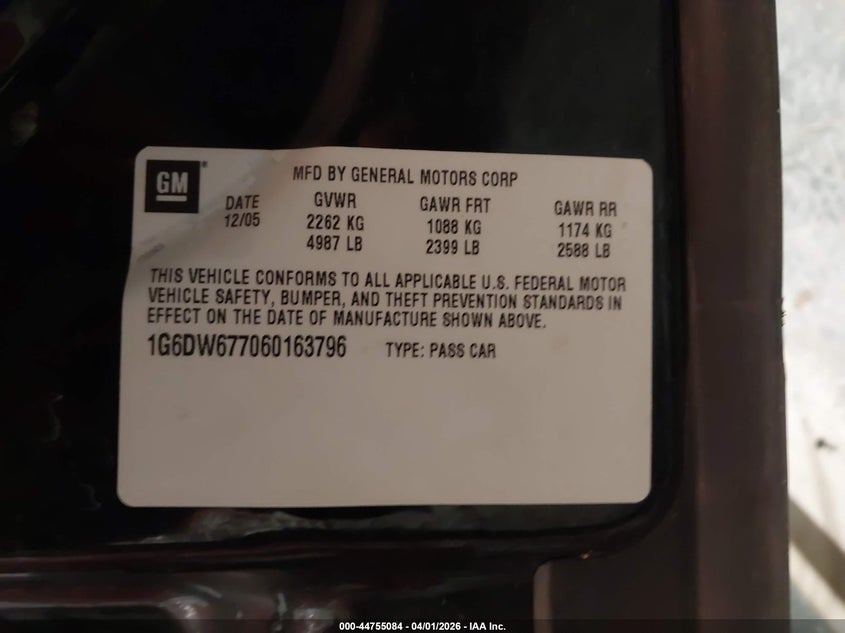 GM
MFD BY GENERAL MOTORS CORP
DATE GVWR GAWR FRT GAWR RR
12/05 2262 KG 1088 KG 1174 KG
4987 LB 2399 LB 2588 LB
THIS VEHICLE CONFORMS TO ALL APPLICABLE U.S. FEDERAL MOTOR
VEHICLE SAFETY, BUMPER, AND THEFT PREVENTION STANDARDS IN
EFFECT ON THE DATE OF MANUFACTURE SHOWN ABOVE.
1G6DW677060163796 TYPE: PASS CAR
000-44755084 - 04/01/2026 - IAA Inc.